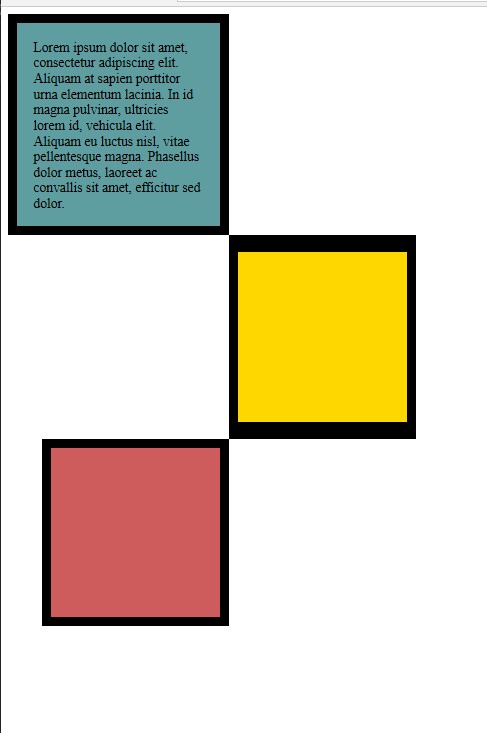 Lorem ipsum dolor sit amet,
consectetur adipiscing elit.
Aliquam at sapien porttitor
urna elementum lacinia. In id
magna pulvinar, ultricies
lorem id, vehicula elit.
Aliquam eu luctus nisl, vitae
pellentesque magna. Phasellus
dolor metus, laoreet ac
convallis sit amet, efficitur sed
dolor.